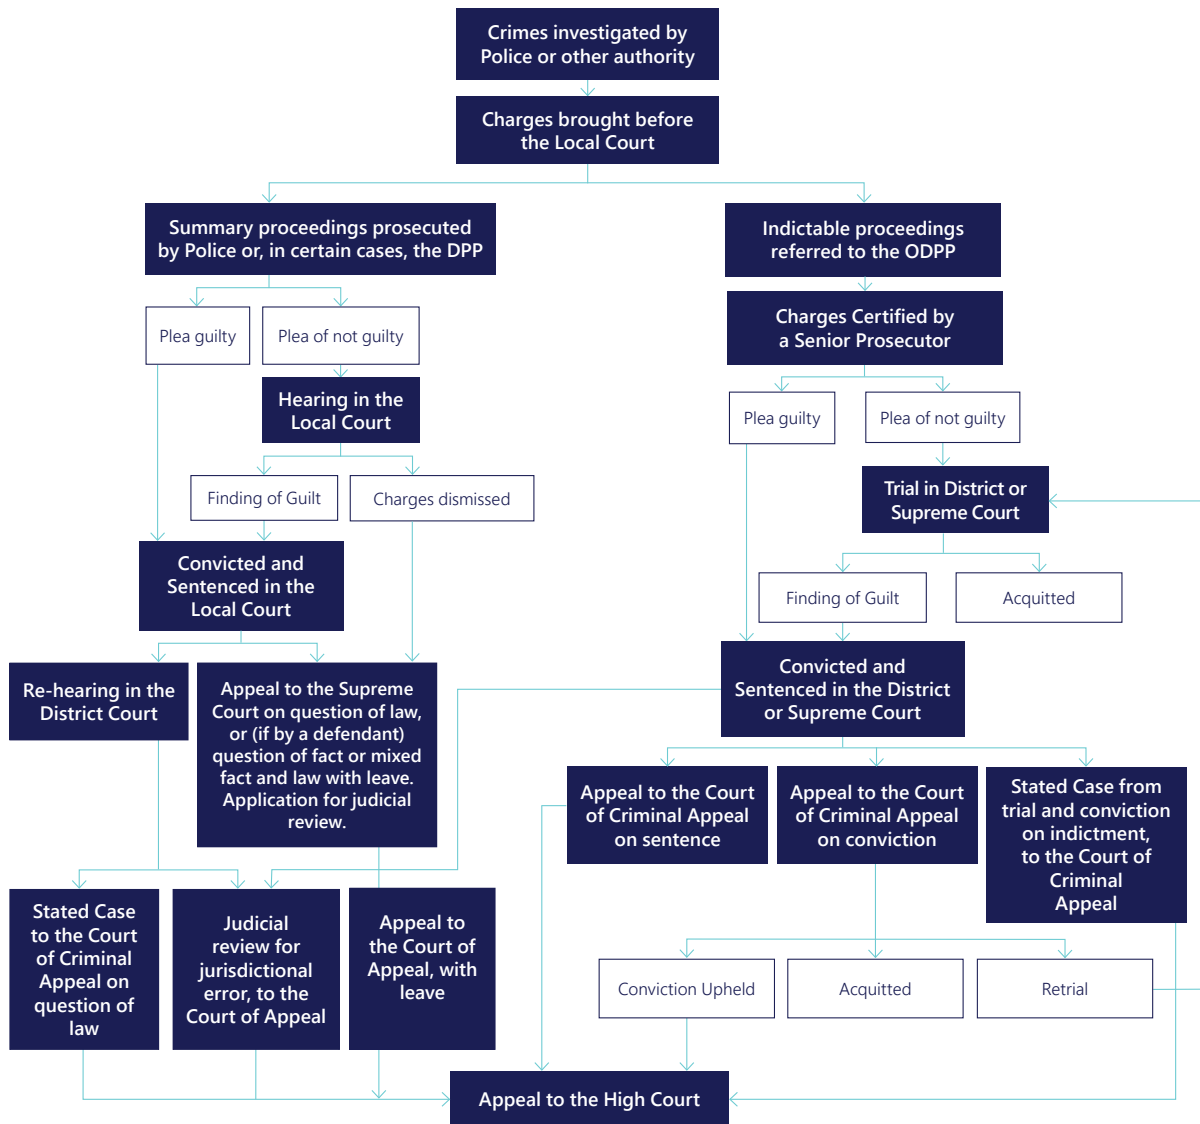 Crimes investigated by
Police or other authority
Charges brought before
the Local Court
Summary proceedings prosecuted
by Police or, in certain cases, the DPP
Indictable proceedings
referred to the ODPP
Plea guilty
Plea of not guilty
Charges Certified by
a Senior Prosecutor
Hearing in the
Local Court
Plea guilty
Plea of not guilty
Finding of Guilt
Charges dismissed
Trial in District or
Supreme Court
Convicted and
Sentenced in the
Local Court
Finding of Guilt
Acquitted
Re-hearing in the
District Court
Appeal to the Supreme
Court on question of law,
or (if by a defendant)
question of fact or mixed
fact and law with leave.
Application for judicial
review.
Convicted and
Sentenced in the District
or Supreme Court
Appeal to the Court
of Criminal Appeal
on sentence
Appeal to the Court
of Criminal Appeal
on conviction
Stated Case from
trial and conviction
on indictment,
to the Court of
Criminal
Appeal
Stated Case
to the Court
of Criminal
Appeal on
question of
law
Judicial
review for
jurisdictional
error, to the
Court of Appeal
Appeal to
the Court of
Appeal, with
leave
Conviction Upheld
Acquitted
Retrial
Appeal to the High Court